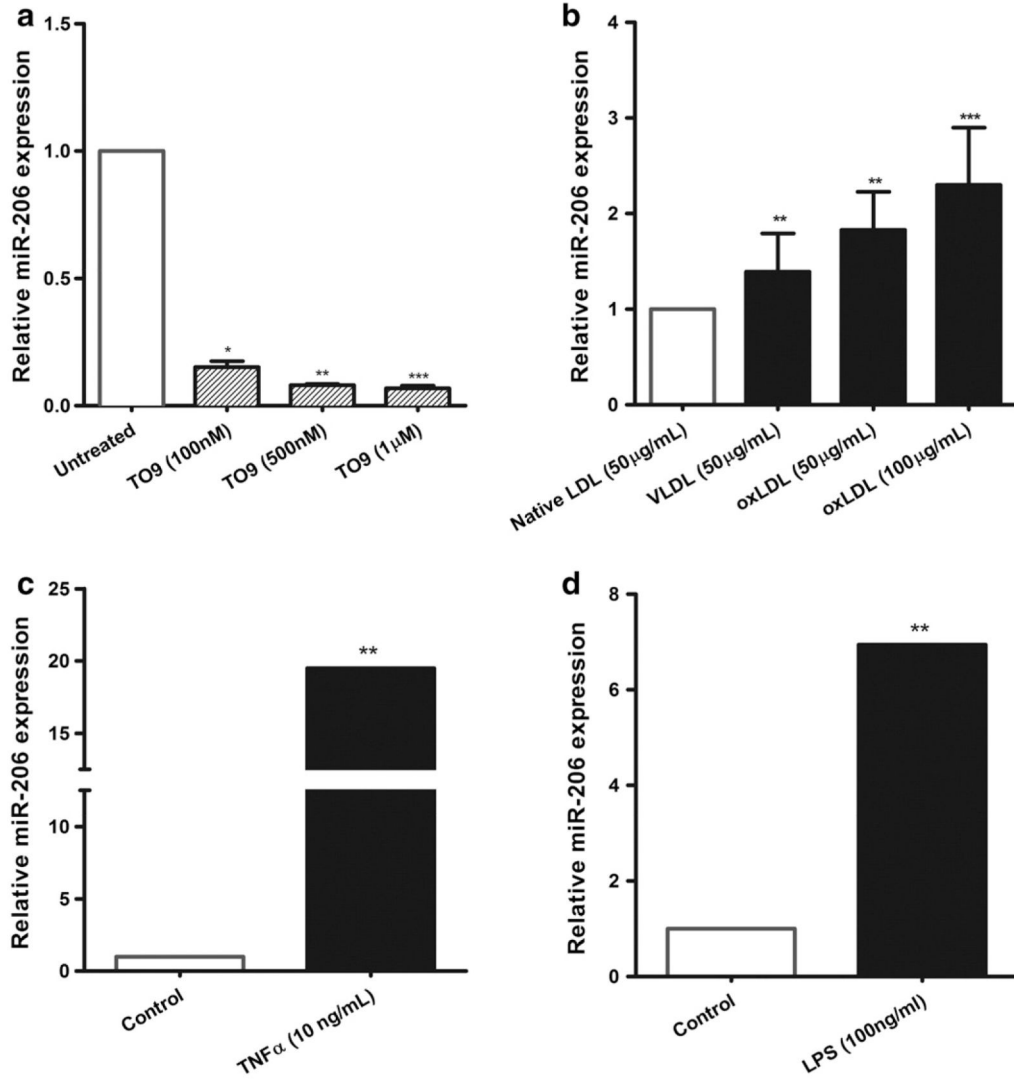 a
Relative miR-206 expression
1.5
1.0
0.5
0.0
*
**
***
Untreated
TO9 (100nM)
TO9 (500nM)
TO9 (1μM)
b
Relative miR-206 expression
4
3
2
1
0
**
**
***
Native LDL (50μg/mL)
VLDL (50μg/mL)
oxLDL (50μg/mL)
oxLDL (100μg/mL)
c
Relative miR-206 expression
25
20
15
10
5
0
**
Control
TNFα (10 ng/mL)
d
Relative miR-206 expression
8
6
4
2
0
**
Control
LPS (100ng/ml)